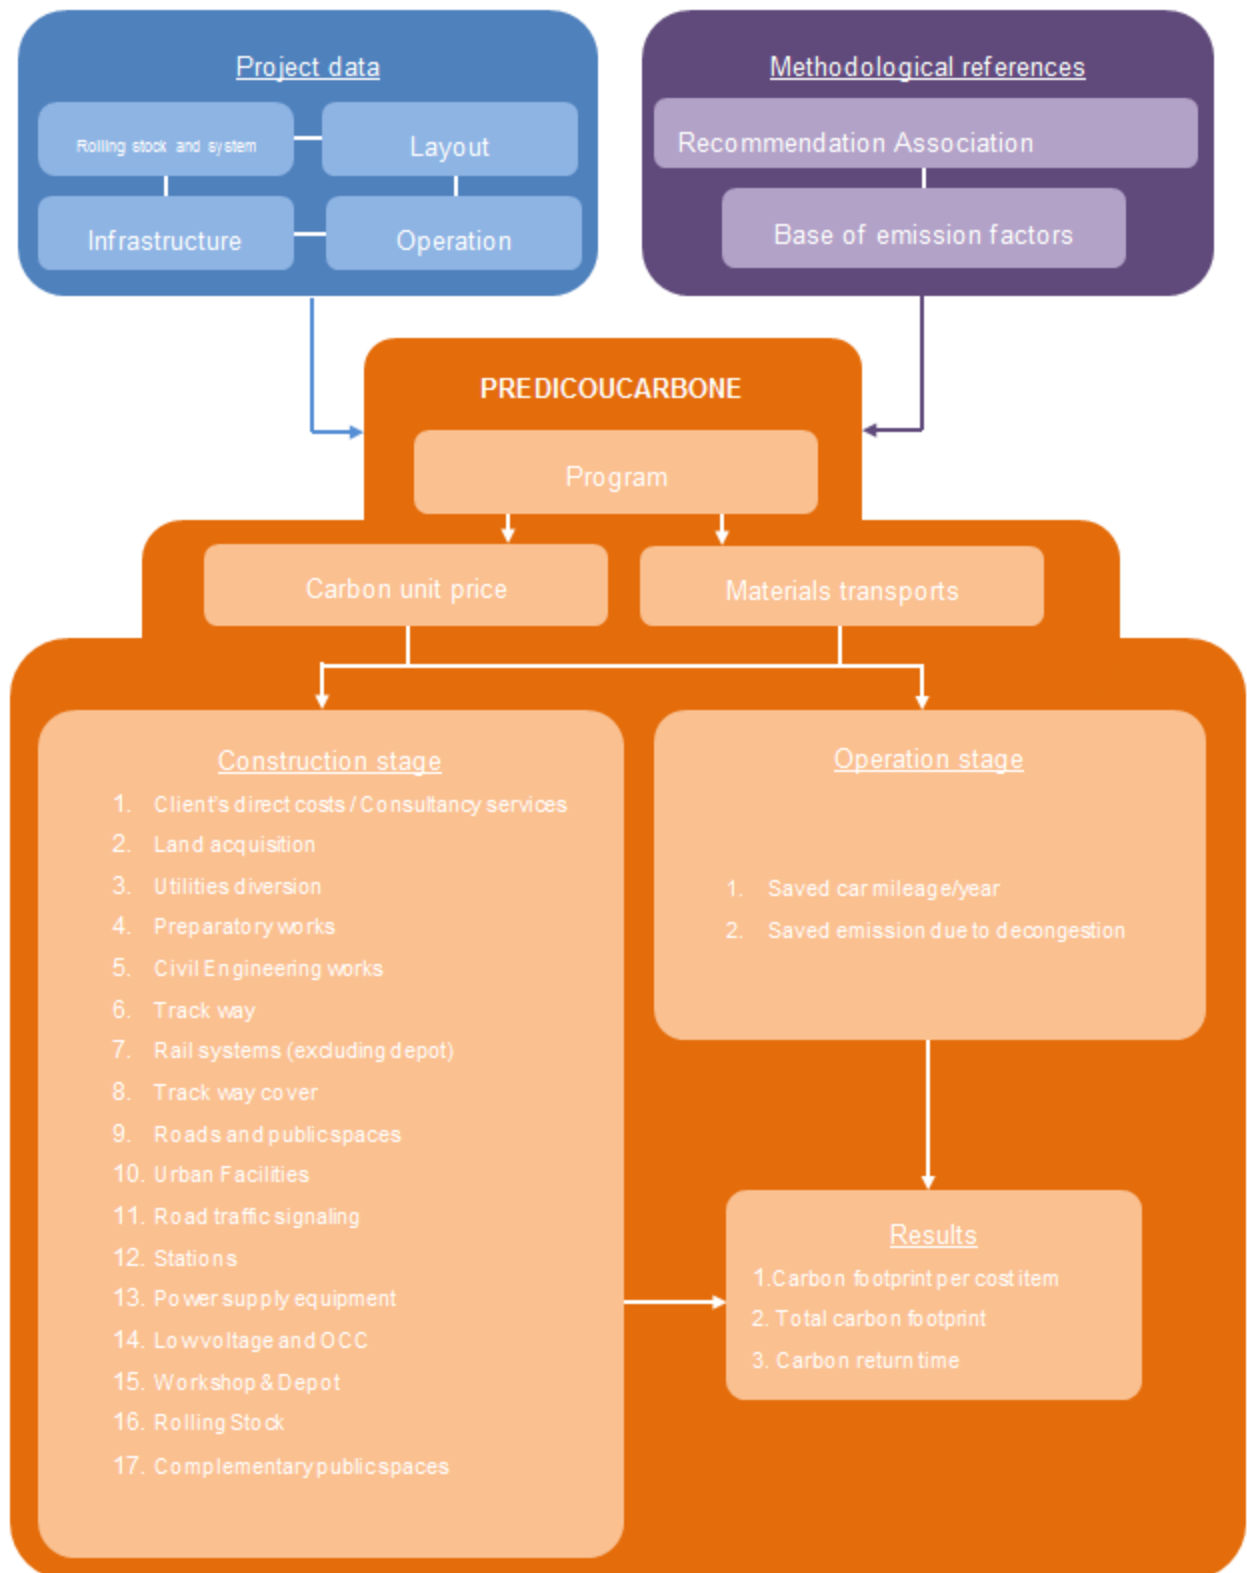 Project data
Rolling stock and system
Layout
Infrastructure
Operation
Methodological references
Recommendation Association
Base of emission factors
PREDICOUCARBONE
Program
Carbon unit price
Materials transports
Construction stage
1. Client's direct costs / Consultancy services
2. Land acquisition
3. Utilities diversion
4. Preparatory works
5. Civil Engineering works
6. Track way
7. Rail systems (excluding depot)
8. Track way cover
9. Roads and public spaces
10. Urban Facilities
11. Road traffic signaling
12. Stations
13. Power supply equipment
14. Low voltage and OCC
15. Workshop & Depot
16. Rolling Stock
17. Complementary public spaces
Operation stage
1. Saved car mileage/year
2. Saved emission due to decongestion
Results
1.Carbon footprint per cost item
2. Total carbon footprint
3. Carbon return time